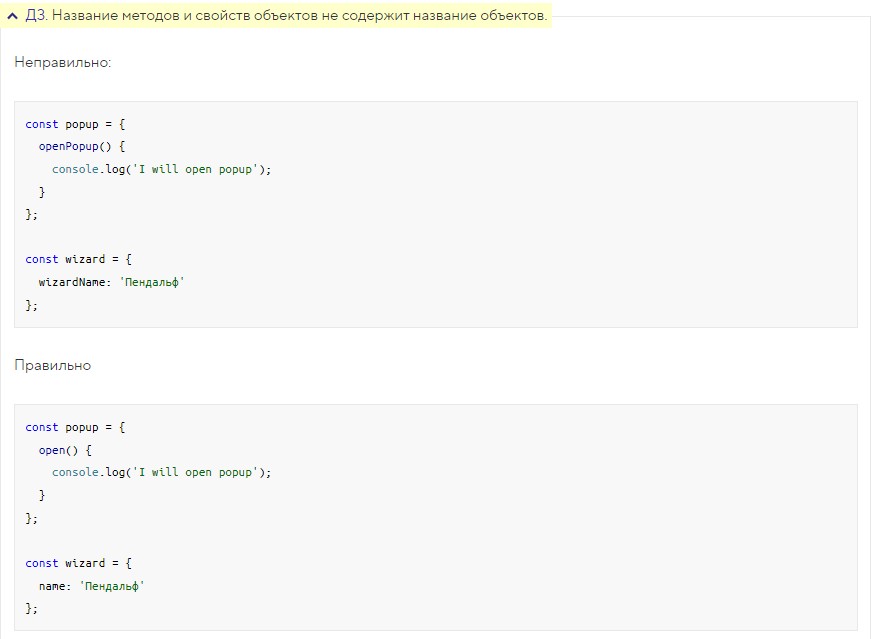 Д3. Название методов и свойств объектов не содержит название объектов.
Неправильно:
const popup = {
  openPopup() {
    console.log('I will open popup');
  }
};
const wizard = {
  wizardName: 'Пендальф'
};
Правильно
const popup = {
  open() {
    console.log('I will open popup');
  }
};
const wizard = {
  name: 'Пендальф'
};